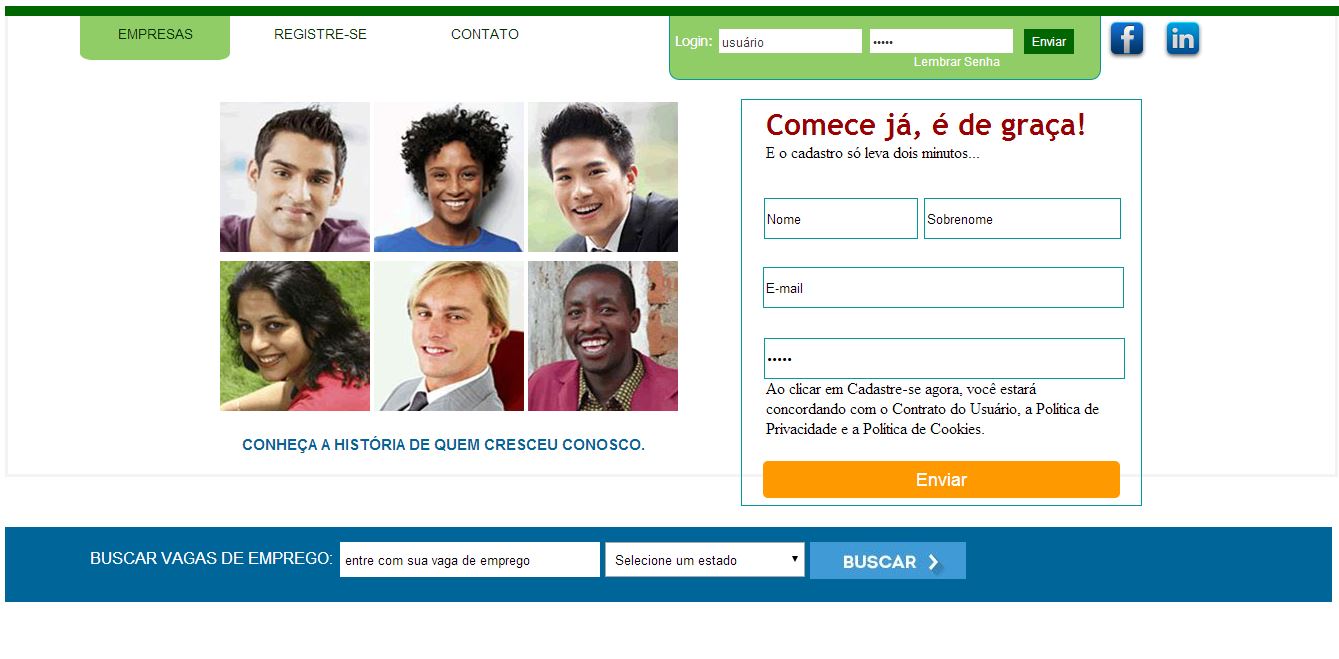 EMPRESAS REGISTRE-SE CONTATO
Login: usuário ••••• Enviar
Lembrar Senha
f in
Comece já, é de graça!
E o cadastro só leva dois minutos...
Nome Sobrenome
E-mail
•••••
Ao clicar em Cadastre-se agora, você estará
concordando com o Contrato do Usuário, a Política de
Privacidade e a Política de Cookies.
CONHEÇA A HISTÓRIA DE QUEM CRESCEU CONOSCO.
Enviar
BUSCAR VAGAS DE EMPREGO: entre com sua vaga de emprego Selecione um estado BUSCAR